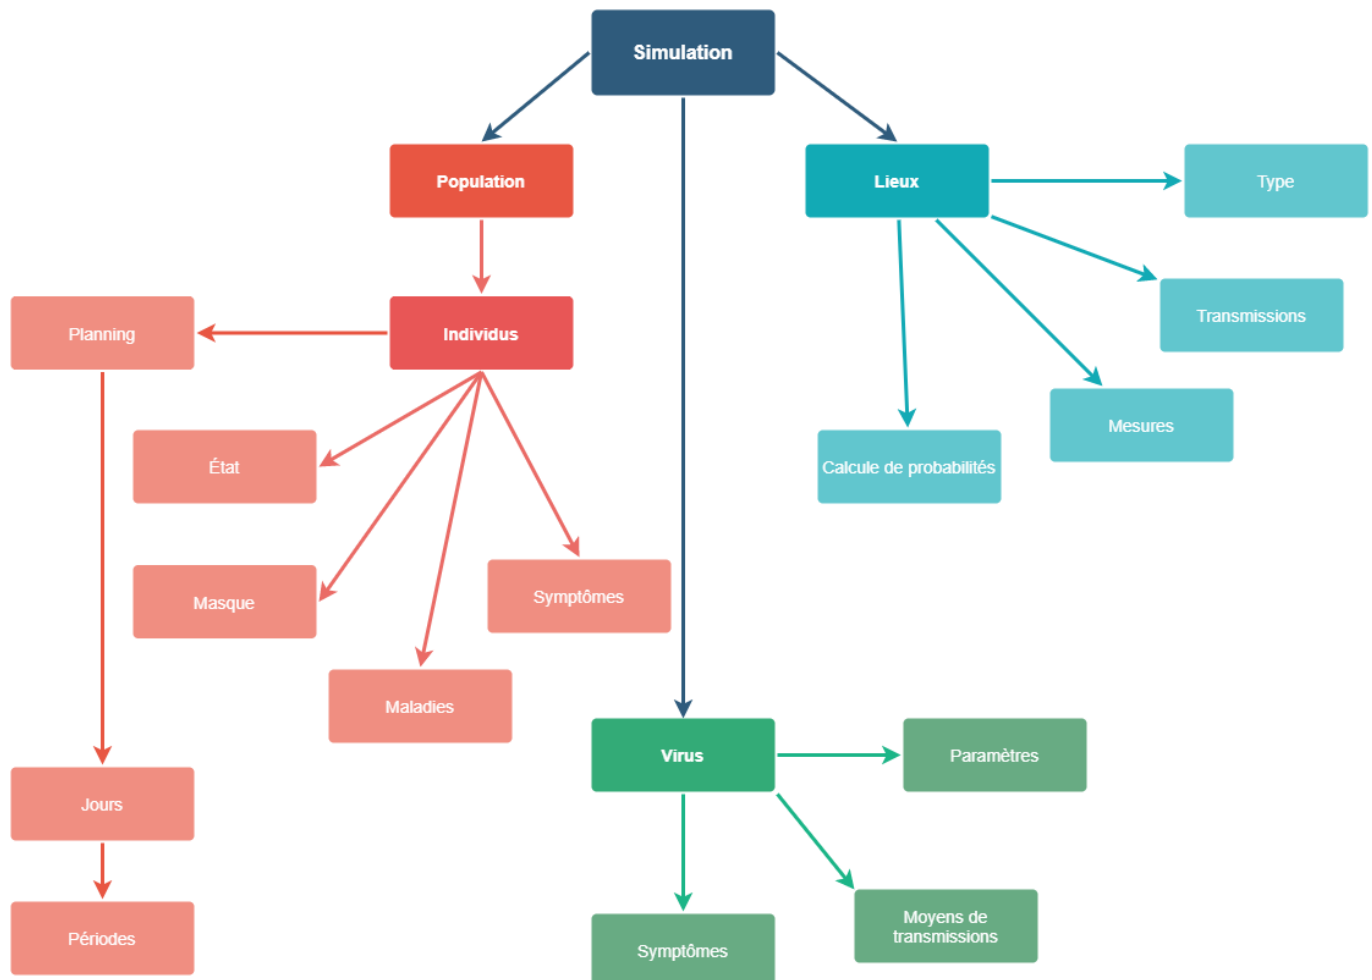 Simulation
Population
Lieux
Type
Planning
Individus
Transmissions
État
Mesures
Calcule de probabilités
Masque
Symptômes
Maladies
Virus
Paramètres
Jours
Périodes
Moyens de
transmissions
Symptômes